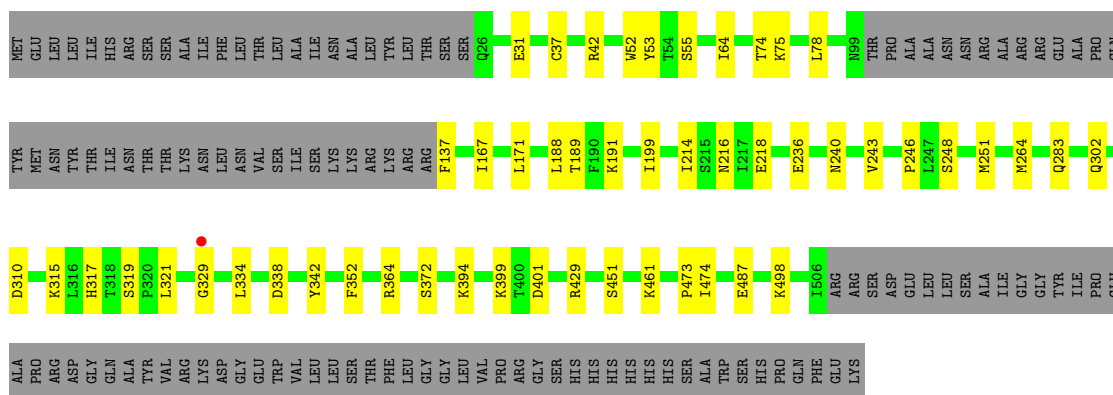 MET GLU LEU LEU ILE HIS ARG SER SER ALA ILE PHE LEU THR LEU ALA ILE ASN ALA LEU TYR LEU THR SER SER Q26 E31 C37 R42 W52 Y53 T54 S55 I64 T74 K75 L78 N99 THR PRO ALA ALA ASN ASN ARG ALA ARG ARG GLU ALA PRO GLN
TYR MET ASN TYR THR ILE ASN THR THR LYS ASN LEU ASN VAL SER ILE SER LYS LYS ARG LYS ARG ARG F137 I167 L171 L188 T189 F190 K191 I199 I214 S215 N216 I217 E218 E236 N240 V243 P246 L247 S248 M251 M264 Q283 Q302
D310 K315 L316 H317 T318 S319 P320 L321 G329 L334 D338 Y342 F352 R364 S372 K394 K399 T400 D401 R429 S451 K461 P473 I474 E487 K498 I506 ARG ARG SER ASP GLU LEU LEU SER ALA ILE GLY GLY TYR ILE PRO GLU
ALA PRO ARG ASP GLY GLN ALA TYR VAL ARG LYS ASP GLY GLU TRP VAL LEU LEU SER THR PHE LEU GLY GLY LEU VAL PRO ARG GLY SER HIS HIS HIS HIS HIS HIS SER ALA TRP SER HIS PRO GLN PHE GLU LYS